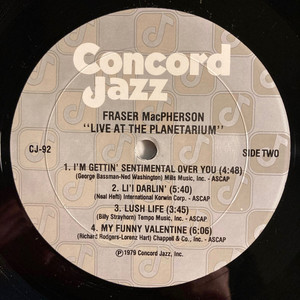 Concord
Jazz
FRASER MacPHERSON
"LIVE AT THE PLANETARIUM"
CJ-92
SIDE TWO
1. I'M GETTIN' SENTIMENTAL OVER YOU (4:48)
(George Bassman-Ned Washington) Mills Music, Inc. - ASCAP
2. LI'l DARLIN' (5:40)
(Neal Hefti) International Korwin Corp. - ASCAP
3. LUSH LIFE (3:45)
(Billy Strayhorn) Tempo Music, Inc. - ASCAP
4. MY FUNNY VALENTINE (6:06)
(Richard Rodgers-Lorenz Hart) Chappell & Co., Inc. - ASCAP
℗ 1979 Concord Jazz, Inc.